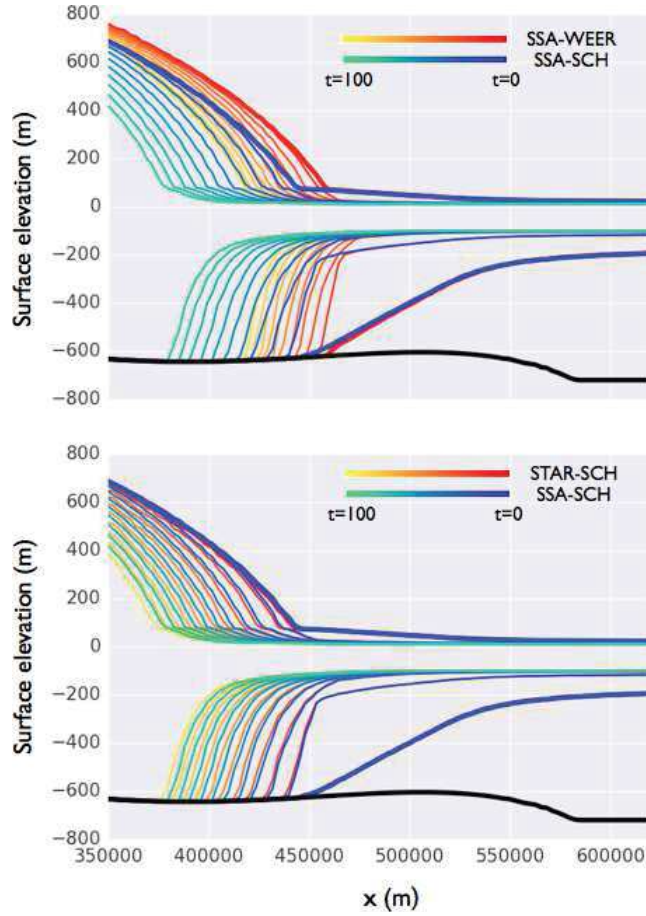 800
SSA-WEER
600
SSA-SCH
t=100 t=0
400
200
0
−200
−400
−600
−800
Surface elevation (m)
800
STAR-SCH
600
SSA-SCH
t=100 t=0
400
200
0
−200
−400
−600
−800
Surface elevation (m)
350000 400000 450000 500000 550000 600000
x (m)